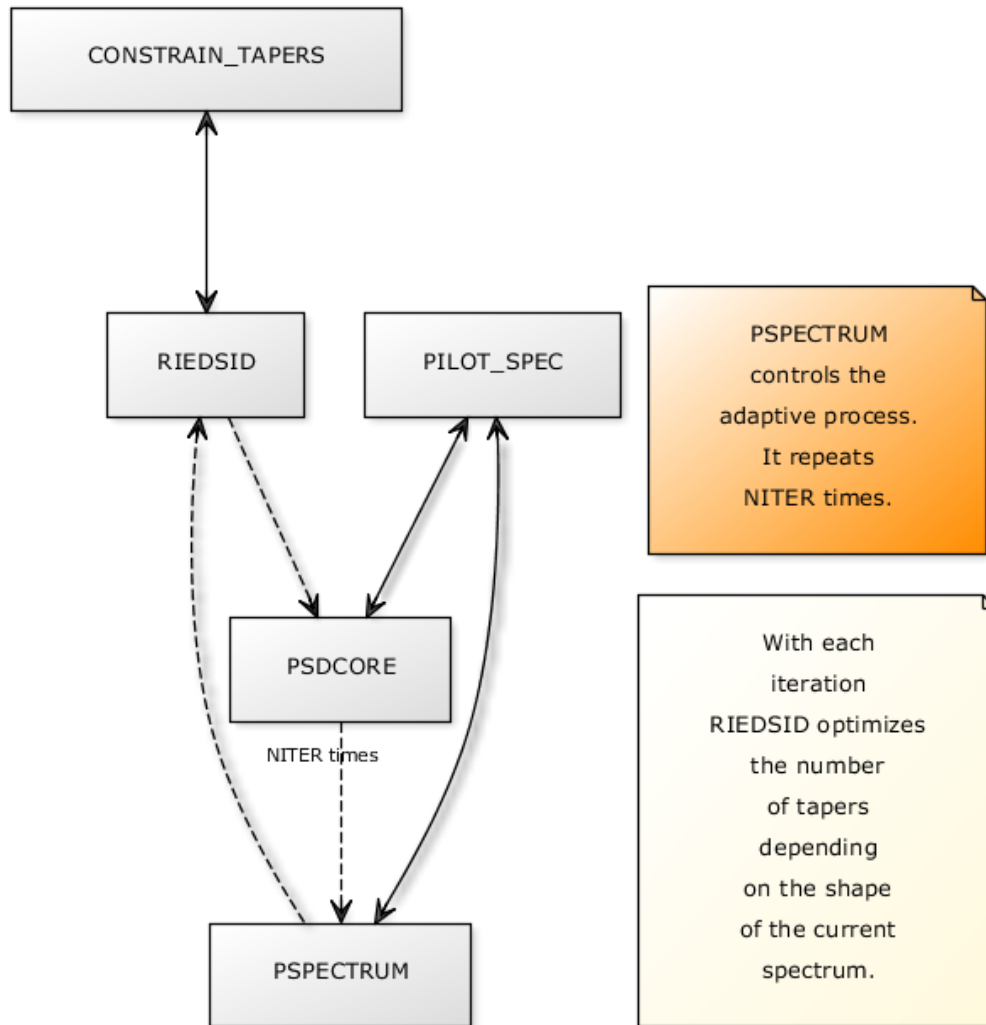 CONSTRAIN_TAPERS
RIEDSID
PILOT_SPEC
PSPECTRUM
controls the
adaptive process.
It repeats
NITER times.
PSDCORE
NITER times
With each
iteration
RIEDSID optimizes
the number
of tapers
depending
on the shape
of the current
spectrum.
PSPECTRUM